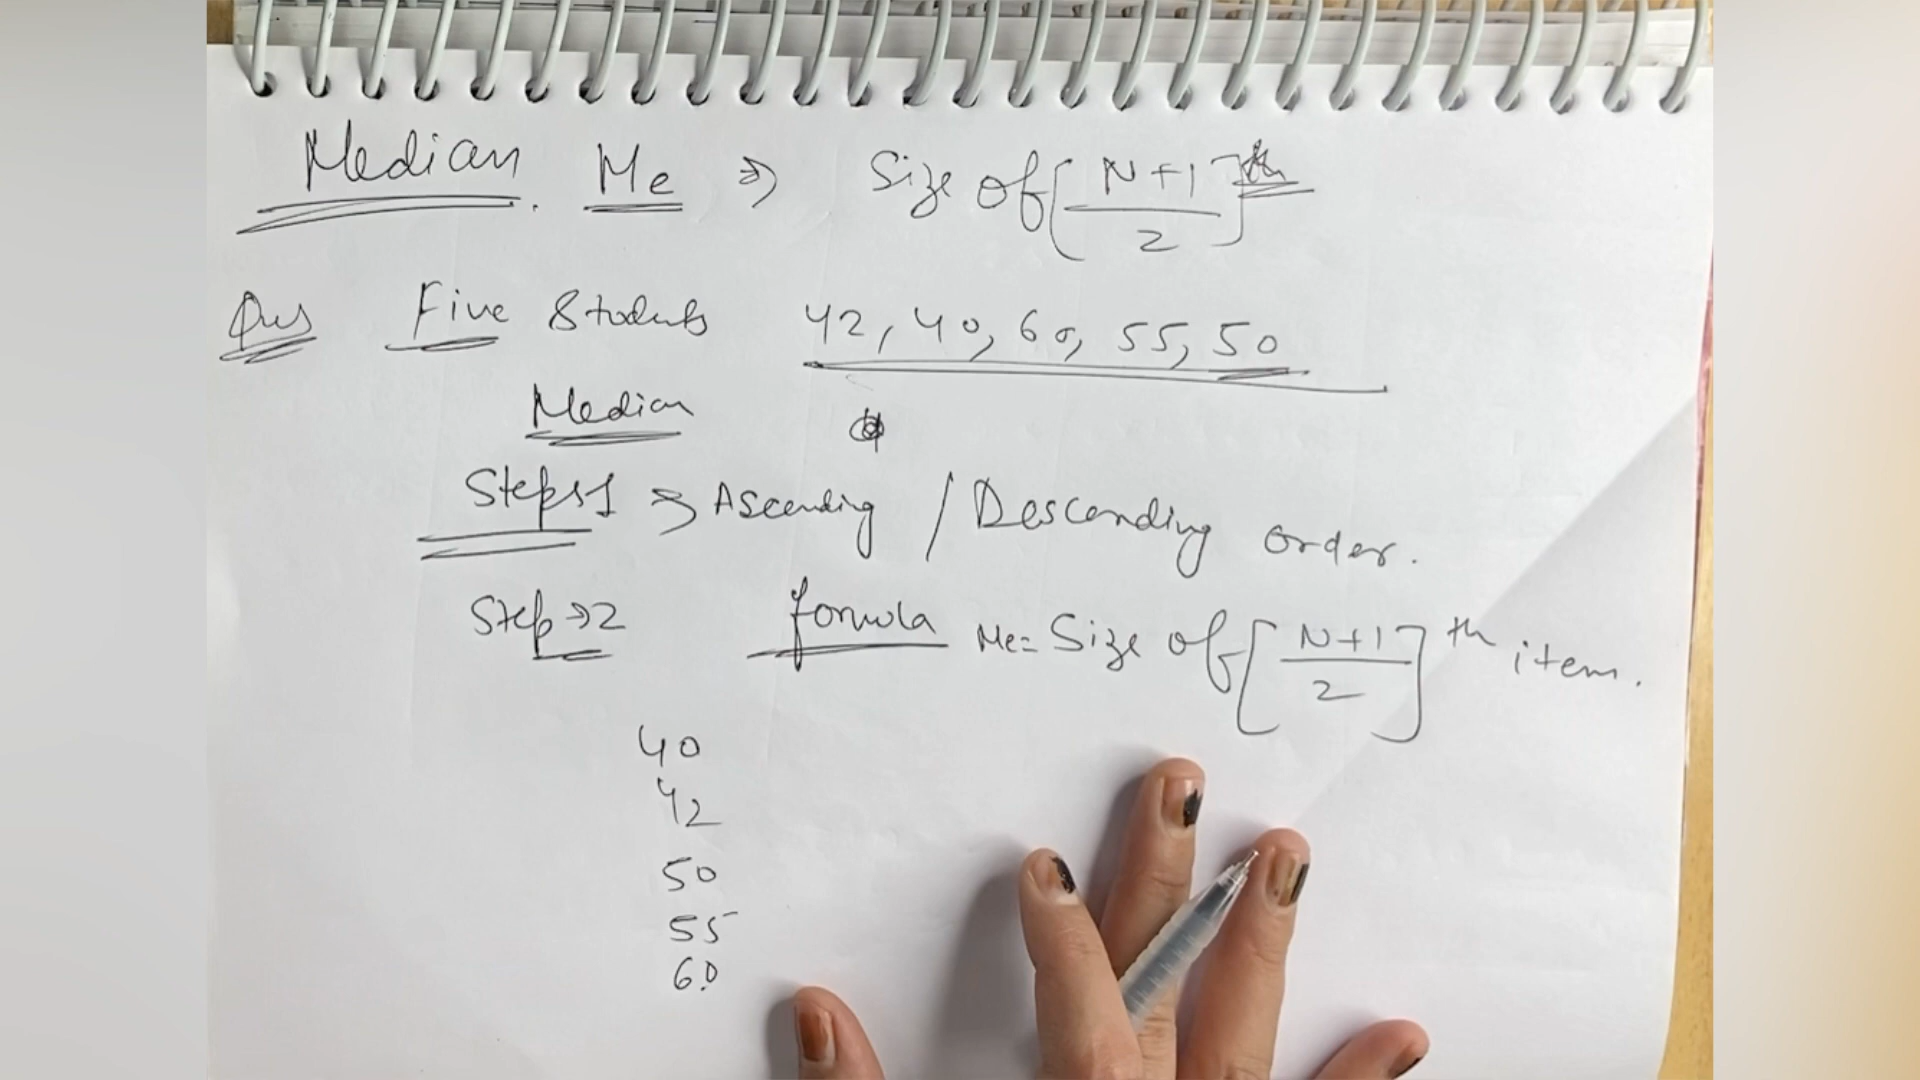 Median. Me ⇒ Size of [N+1/2]th
Ques Five Students 42, 40, 60, 55, 50
Median
Steps 1 ⇒ Ascending / Descending order.
Step → 2 formula Me = Size of [N+1/2]th item.
40
42
50
55
60